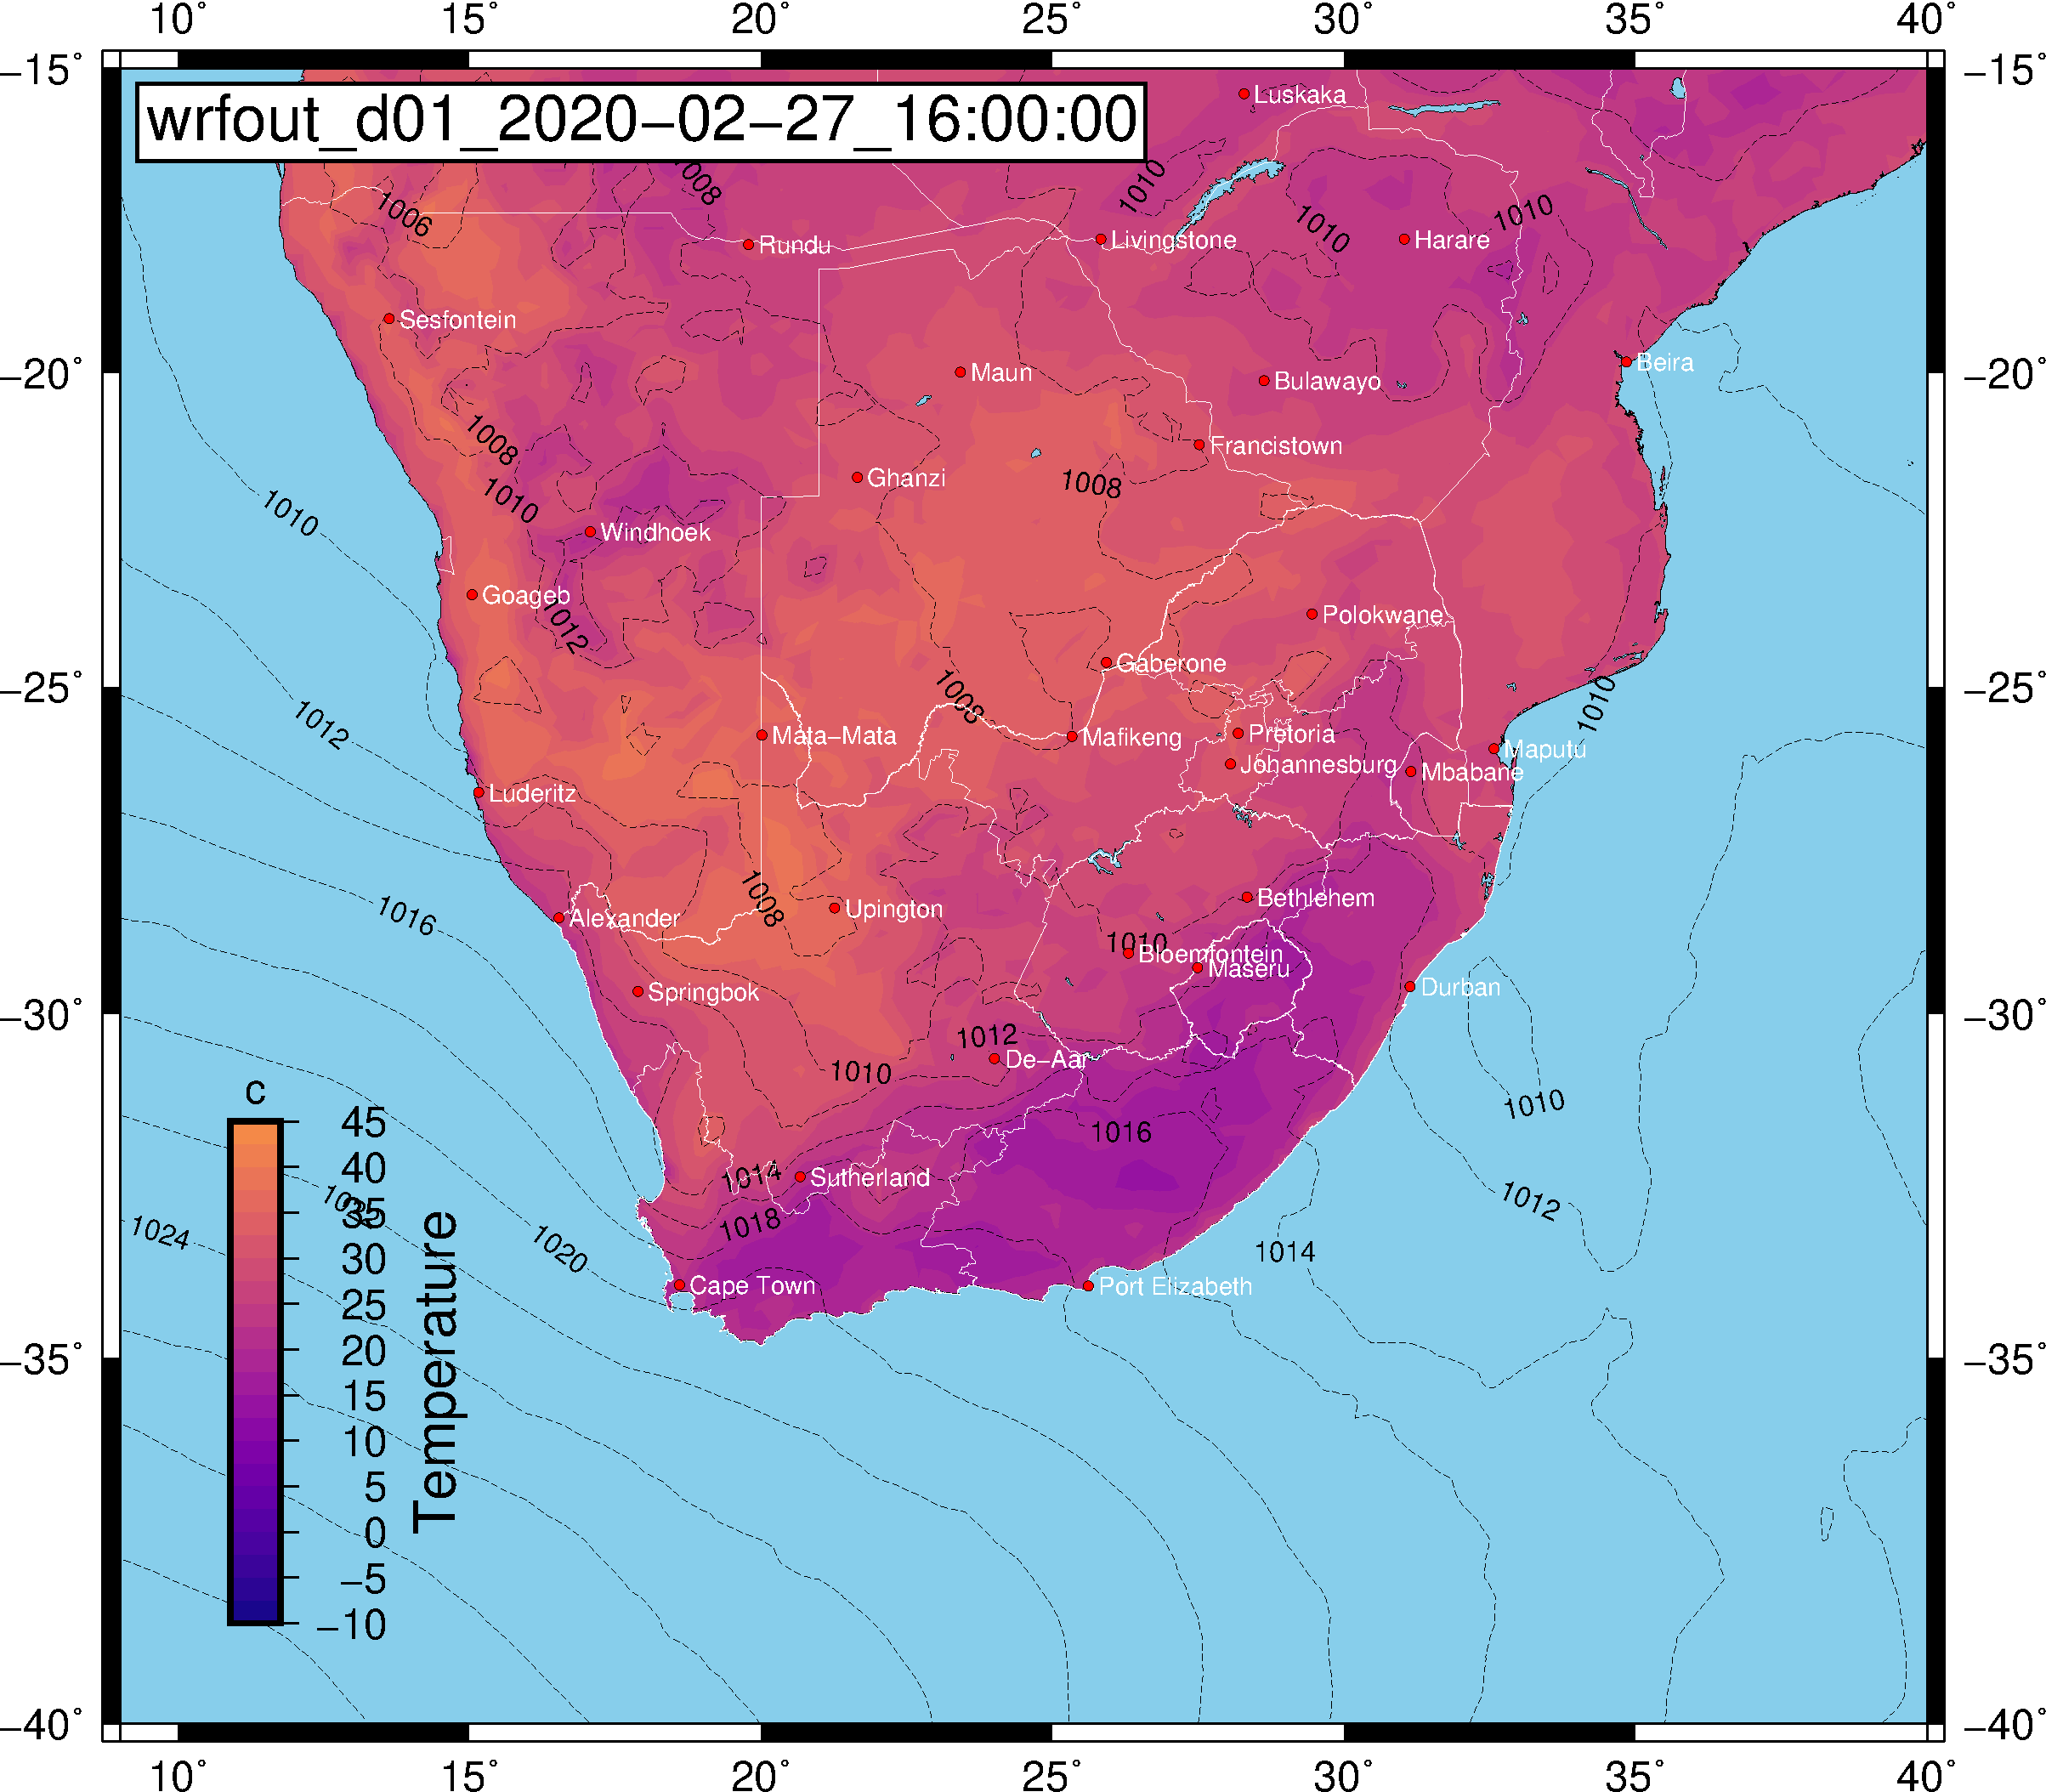 10° 15° 20° 25° 30° 35° 40°
−15° −15°
wrfout_d01_2020−02−27_16:00:00
Luskaka
1008
1010
1006
1010
1010
Rundu
Livingstone
Harare
Sesfontein
−20° −20°
Beira
Maun
Bulawayo
1008
Francistown
Ghanzi
1008
1010
1010
Windhoek
Goageb
1012
Polokwane
Gaberone
−25° −25°
1008
1010
1012
Mata−Mata
Mafikeng
Pretoria
Maputu
Johannesburg
Mbabane
Luderitz
1008
Bethlehem
1016
Alexander
Upington
1010
Bloemfontein
Maseru
Springbok
Durban
−30° −30°
1012
De−Aar
1010
1010
c
45
1016
40
1014
Sutherland
1012
35
1024
1018
1020
1014
30
Cape Town
Port Elizabeth
25
20
−35° −35°
15
10
5
0
−5
−10
Temperature
−40° −40°
10° 15° 20° 25° 30° 35° 40°